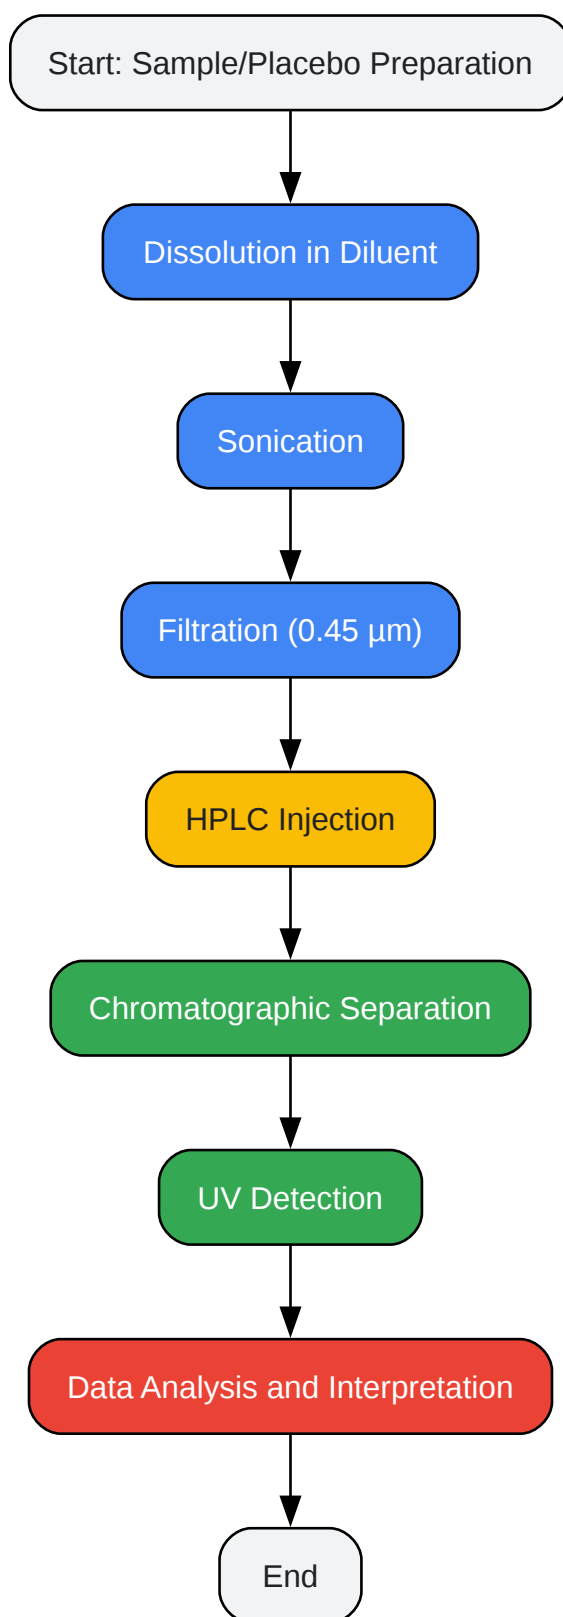 Start: Sample/Placebo Preparation
Dissolution in Diluent
Sonication
Filtration (0.45 µm)
HPLC Injection
Chromatographic Separation
UV Detection
Data Analysis and Interpretation
End